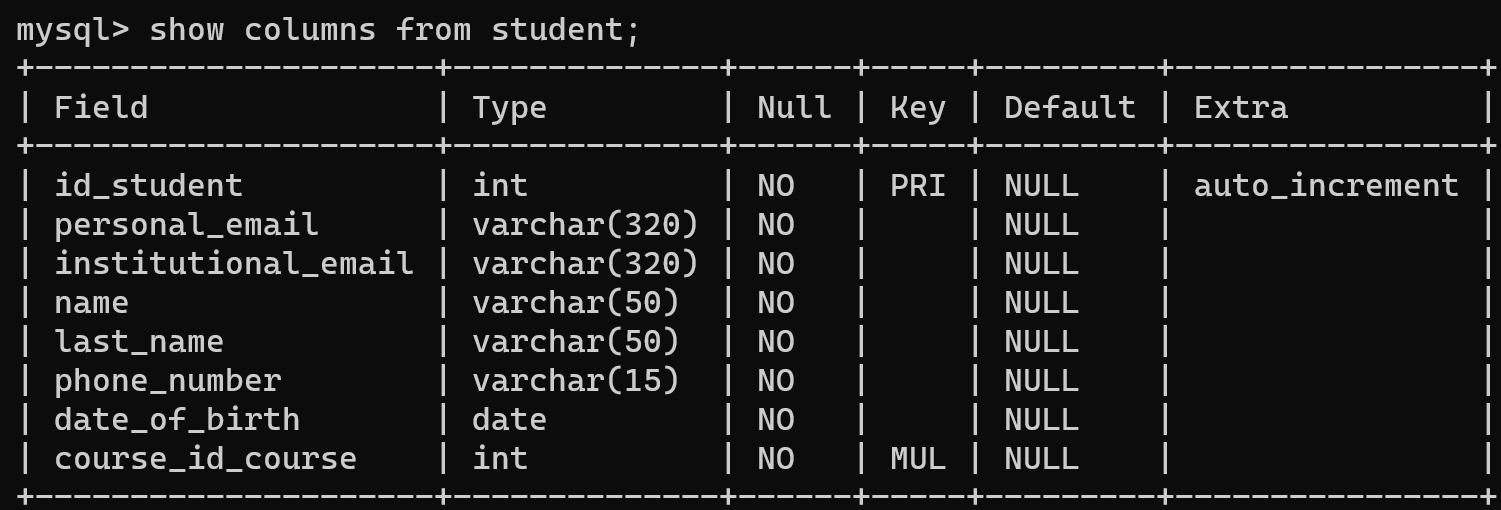 mysql> show columns from student;
+---------------------+--------------+------+-----+---------+----------------+
| Field               | Type         | Null | Key | Default | Extra          |
+---------------------+--------------+------+-----+---------+----------------+
| id_student          | int          | NO   | PRI | NULL    | auto_increment |
| personal_email      | varchar(320) | NO   |     | NULL    |                |
| institutional_email | varchar(320) | NO   |     | NULL    |                |
| name                | varchar(50)  | NO   |     | NULL    |                |
| last_name           | varchar(50)  | NO   |     | NULL    |                |
| phone_number        | varchar(15)  | NO   |     | NULL    |                |
| date_of_birth       | date         | NO   |     | NULL    |                |
| course_id_course    | int          | NO   | MUL | NULL    |                |
+---------------------+--------------+------+-----+---------+----------------+